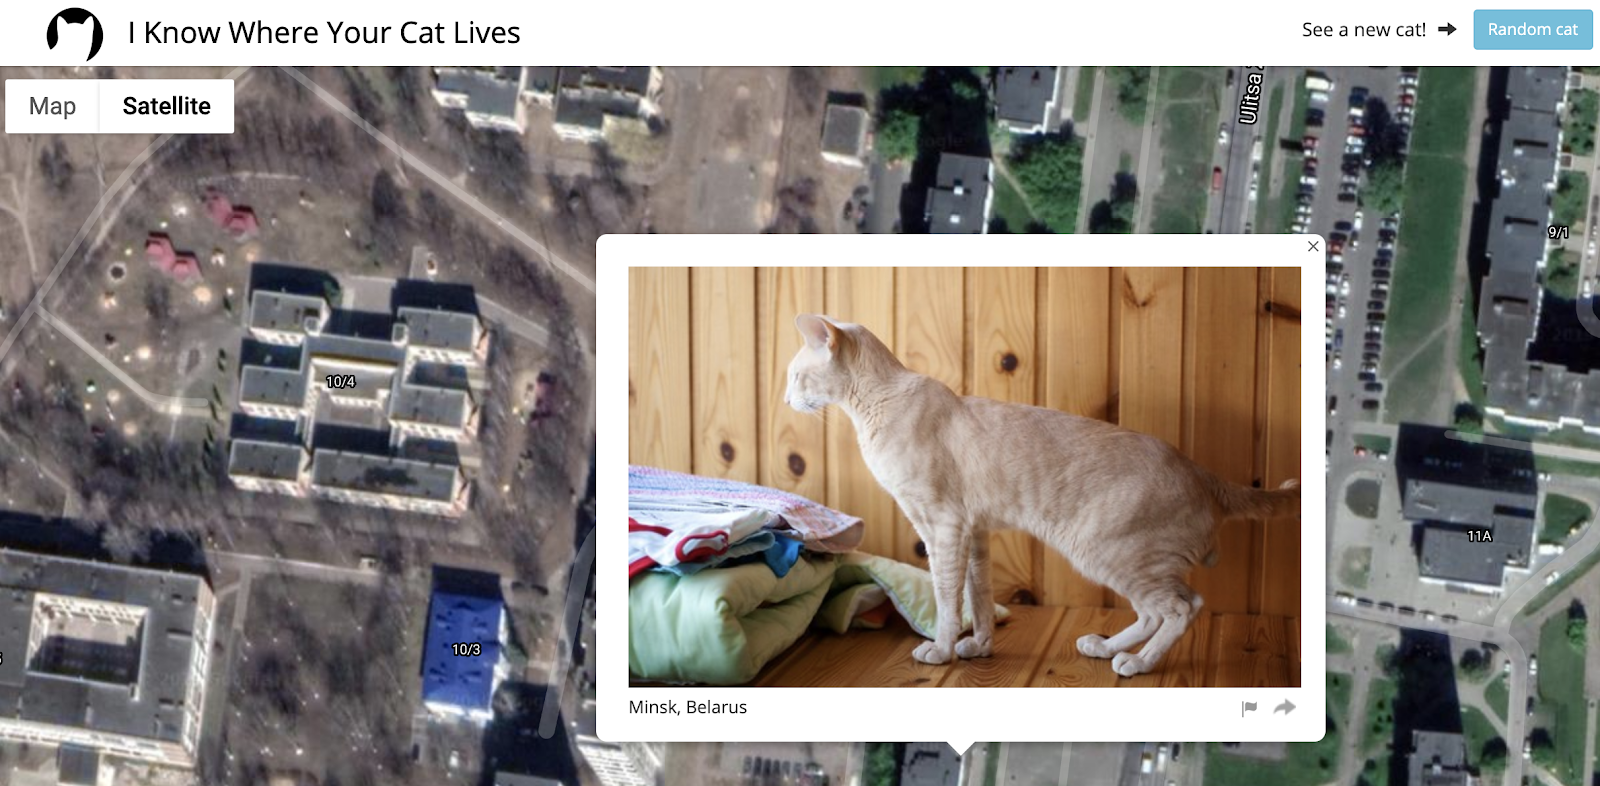 I Know Where Your Cat Lives
See a new cat!
Random cat
Map
Satellite
Ulitsa
9/1
10/4
11A
10/3
Minsk, Belarus